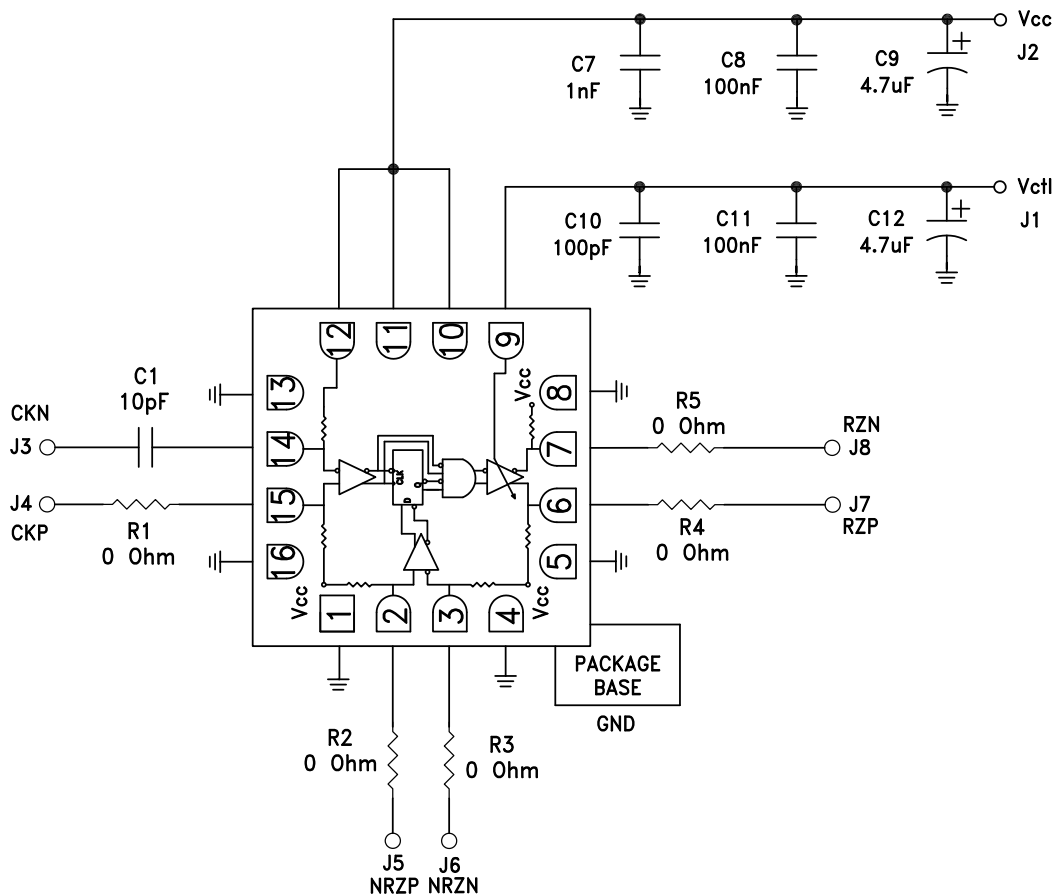 Vcc
J2
C7
1nF
C8
100nF
C9
4.7uF
+
Vctl
J1
C10
100pF
C11
100nF
C12
4.7uF
+
12
11
10
9
C1
10pF
CKN
J3
J4
CKP
R1
0 Ohm
13
14
15
16
Vcc
8
7
6
5
R5
0 Ohm
RZN
J8
J7
RZP
R4
0 Ohm
CLK
Q
D
Vcc
1
2
3
4
Vcc
PACKAGE
BASE
GND
R2
0 Ohm
R3
0 Ohm
J5
NRZP
J6
NRZN